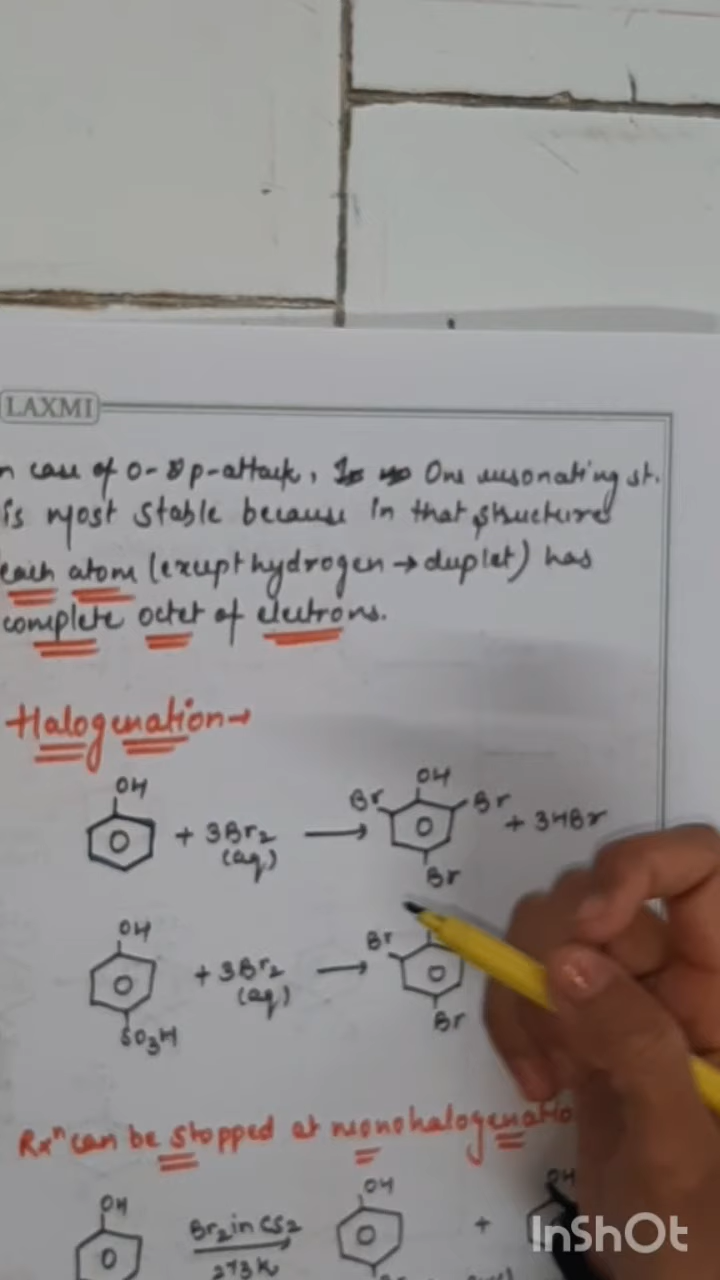 LAXMI
n case of o- & p-attack, One resonating st.
is most stable because in that structure
each atom (except hydrogen → duplet) has
complete octet of electrons.
Halogenation→
OH
+ 3Br2
(aq)
OH
Br
Br
Br
+ 3HBr
OH
SO3H
+ 3Br2
(aq)
Br
Br
Rxn can be stopped at monohalogenatio
OH
Br2 in CS2
273K
OH
+
OH
InShOt